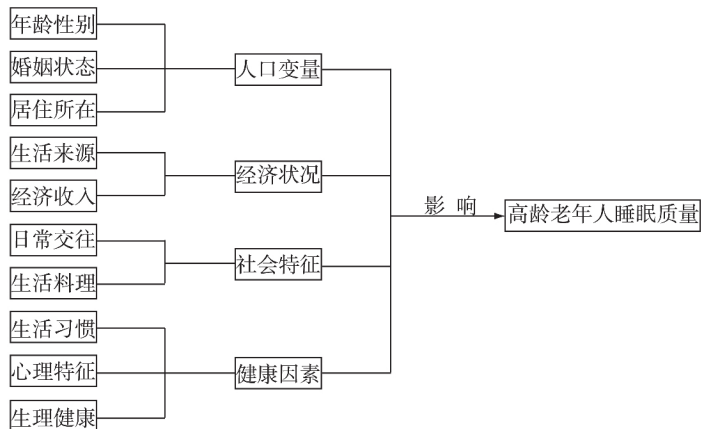 年龄性别
婚姻状态
居住所在
人口变量
生活来源
经济收入
经济状况
日常交往
生活料理
社会特征
生活习惯
心理特征
生理健康
健康因素
影 响
高龄老年人睡眠质量